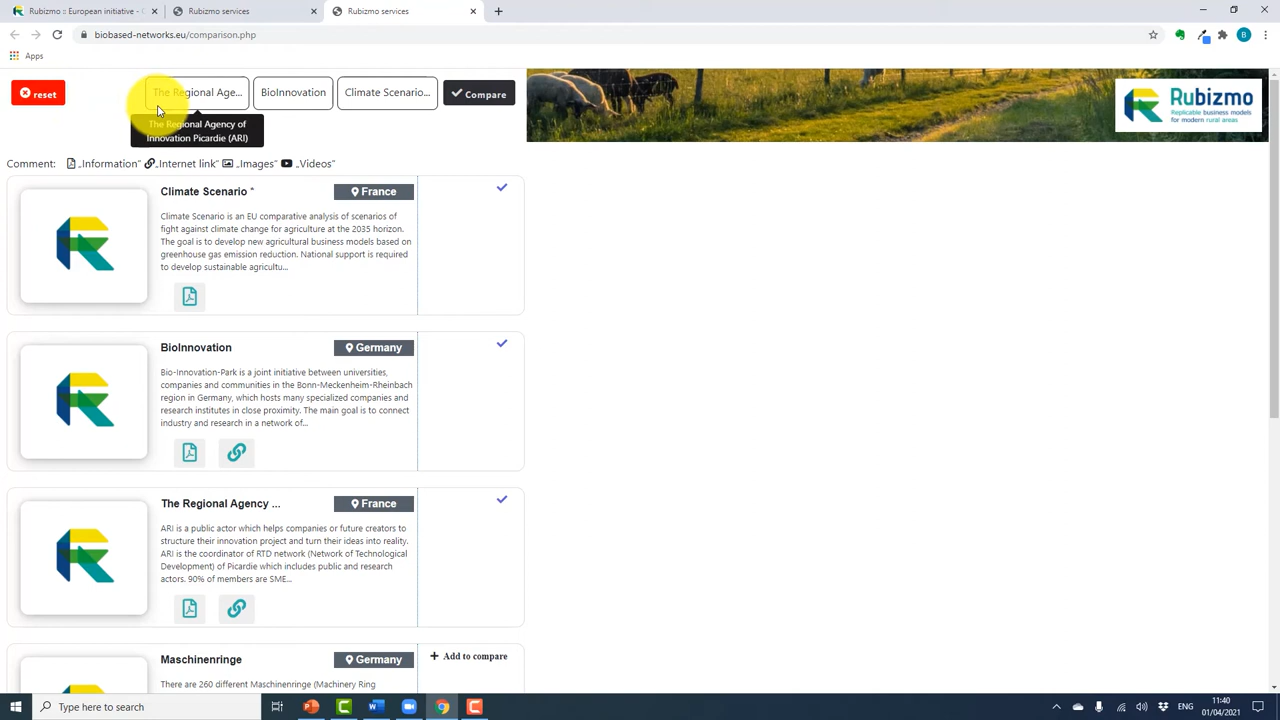 Rubizmo :: European initiative - C
Rubizmo services
Rubizmo services
biobased-networks.eu/comparison.php
B
Apps
reset
The Regional Age...
BioInnovation
Climate Scenario...
Compare
Rubizmo
Replicable business models
for modern rural areas
The Regional Agency of
Innovation Picardie (ARI)
Comment: „Information” „Internet link” „Images” „Videos”
Climate Scenario *
France
Climate Scenario is an EU comparative analysis of scenarios of
fight against climate change for agriculture at the 2035 horizon.
The goal is to develop new agricultural business models based on
greenhouse gas emission reduction. National support is required
to develop sustainable agricultu...
BioInnovation
Germany
Bio-Innovation-Park is a joint initiative between universities,
companies and communities in the Bonn-Meckenheim-Rheinbach
region in Germany, which hosts many specialized companies and
research institutes in close proximity. The main goal is to connect
industry and research in a network of...
The Regional Agency ...
France
ARI is a public actor which helps companies or future creators to
structure their innovation project and turn their ideas into reality.
ARI is the coordinator of RTD network (Network of Technological
Development) of Picardie which includes public and research
actors. 90% of members are SME...
Maschinenringe
Germany
Add to compare
There are 260 different Maschinenringe (Machinery Ring
Type here to search
ENG
11:40
01/04/2021